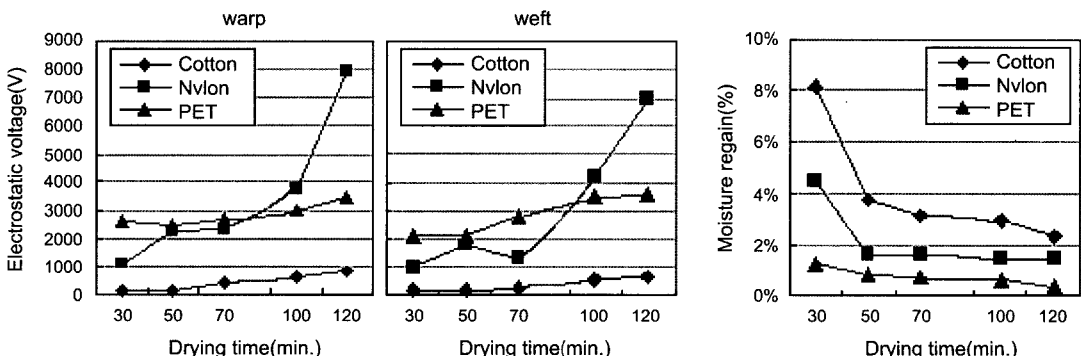 warp
Electrostatic voltage(V)
9000
8000
7000
6000
5000
4000
3000
2000
1000
0
Cotton
Nvlon
PET
30 50 70 100 120
Drying time(min.)
weft
Cotton
Nvlon
PET
30 50 70 100 120
Drying time(min.)
Moisture regain(%)
10%
8%
6%
4%
2%
0%
Cotton
Nvlon
PET
30 50 70 100 120
Drying time(min.)